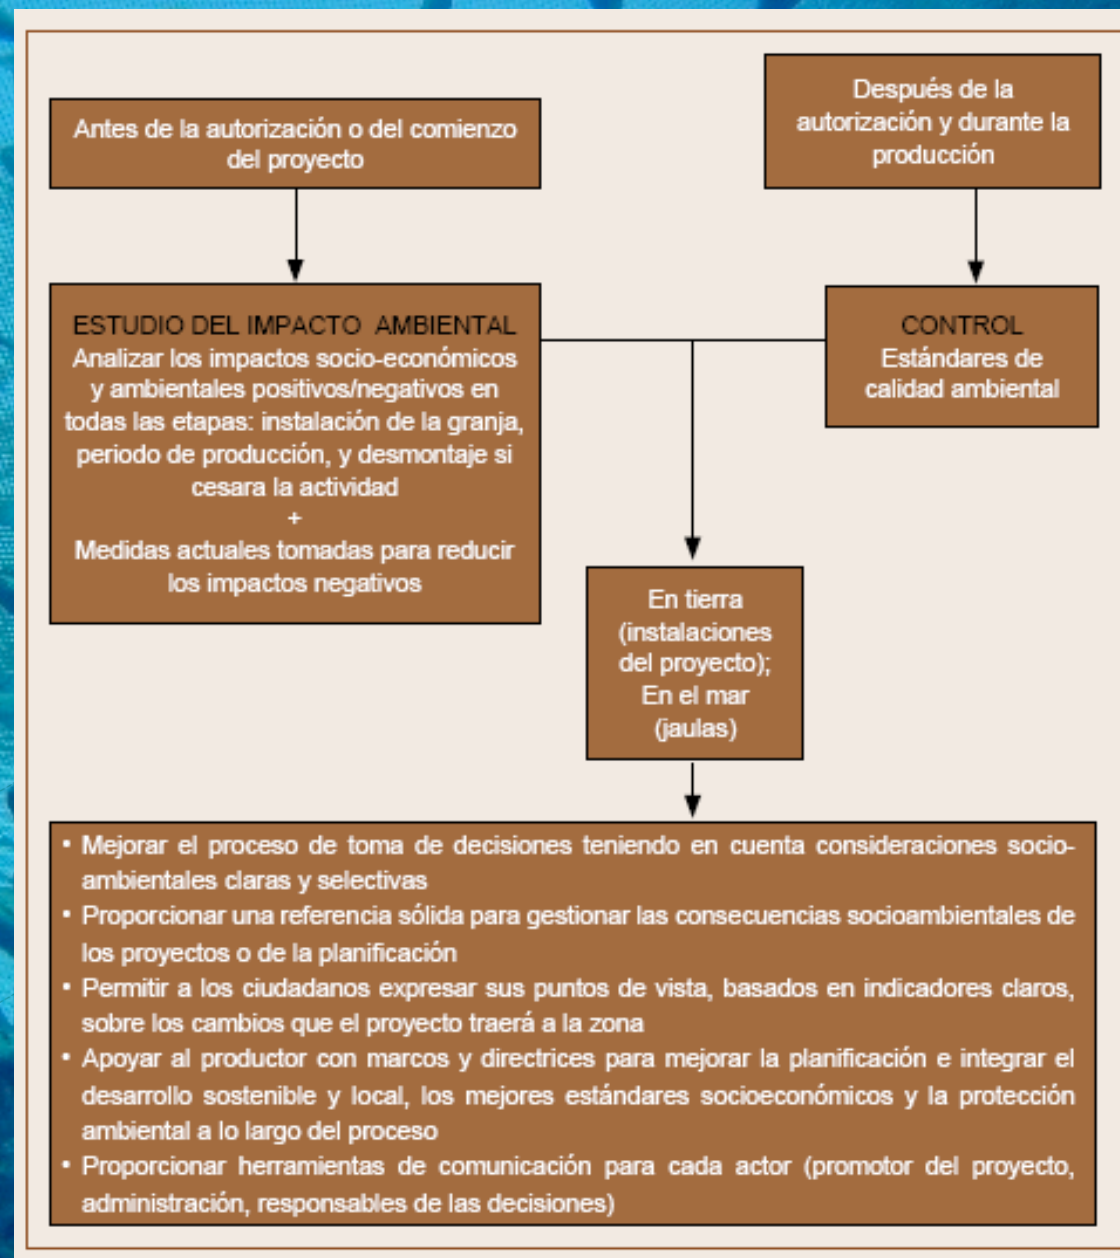 Antes de la autorización o del comienzo
del proyecto
Después de la
autorización y durante la
producción
ESTUDIO DEL IMPACTO AMBIENTAL
Analizar los impactos socio-económicos
y ambientales positivos/negativos en
todas las etapas: instalación de la granja,
periodo de producción, y desmontaje si
cesara la actividad
+
Medidas actuales tomadas para reducir
los impactos negativos
CONTROL
Estándares de
calidad ambiental
En tierra
(instalaciones
del proyecto);
En el mar
(jaulas)
• Mejorar el proceso de toma de decisiones teniendo en cuenta consideraciones socio-
ambientales claras y selectivas
• Proporcionar una referencia sólida para gestionar las consecuencias socioambientales de
los proyectos o de la planificación
• Permitir a los ciudadanos expresar sus puntos de vista, basados en indicadores claros,
sobre los cambios que el proyecto traerá a la zona
• Apoyar al productor con marcos y directrices para mejorar la planificación e integrar el
desarrollo sostenible y local, los mejores estándares socioeconómicos y la protección
ambiental a lo largo del proceso
• Proporcionar herramientas de comunicación para cada actor (promotor del proyecto,
administración, responsables de las decisiones)